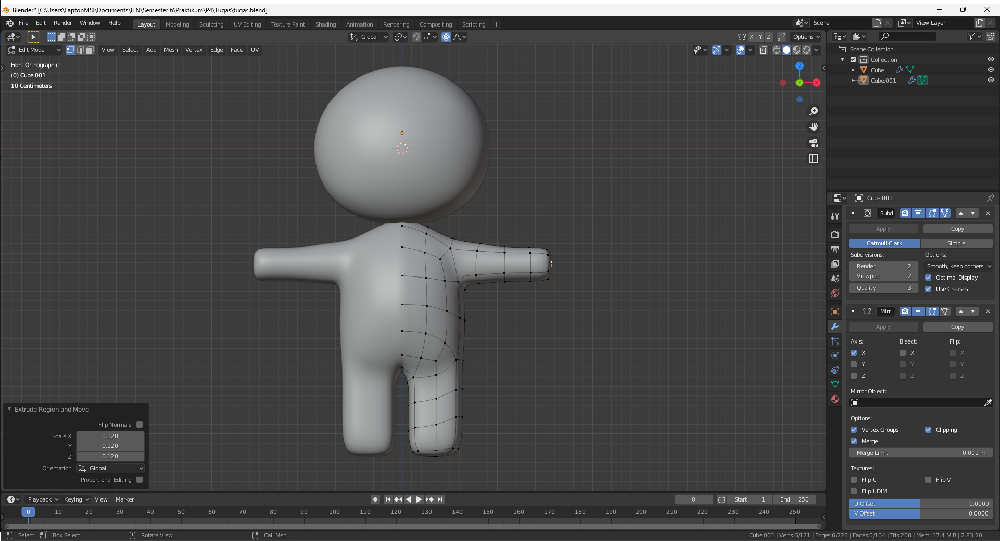 Blender* [C:\Users\LaptopMSI\Documents\ITN\Semester 6\Praktikum\P4\Tugas\tugas.blend]
File Edit Render Window Help Layout Modeling Sculpting UV Editing Texture Paint Shading Animation Rendering Compositing Scripting + Scene View Layer
Global X Y Z Options
Edit Mode View Select Add Mesh Vertex Edge Face UV
Front Orthographic
(0) Cube.001
10 Centimeters
Z
Y X
Scene Collection
Collection
Cube
Cube.001
Cube.001
Subd
Apply Copy
Catmull-Clark Simple
Subdivisions: Options:
Render 2 Smooth, keep corners
Viewport 2 Optimal Display
Quality 3 Use Creases
Mirr
Apply Copy
Axis: Bisect: Flip:
X X X
Y Y Y
Z Z Z
Mirror Object:
Options:
Vertex Groups Clipping
Merge
Merge Limit 0.001 m
Textures:
Flip U Flip V
Flip UDIM
U Offset 0.0000
V Offset 0.0000
Extrude Region and Move
Flip Normals
Scale X 0.120
Y 0.120
Z 0.120
Orientation Global
Proportional Editing
Playback Keying View Marker 0 Start 1 End 250
0 10 20 30 40 50 60 70 80 90 100 110 120 130 140 150 160 170 180 190 200 210 220 230 240 250
Select Box Select Rotate View Call Menu Cube.001 | Verts:6/121 | Edges:6/226 | Faces:0/104 | Tris:208 | Mem: 17.4 MiB | 2.83.20